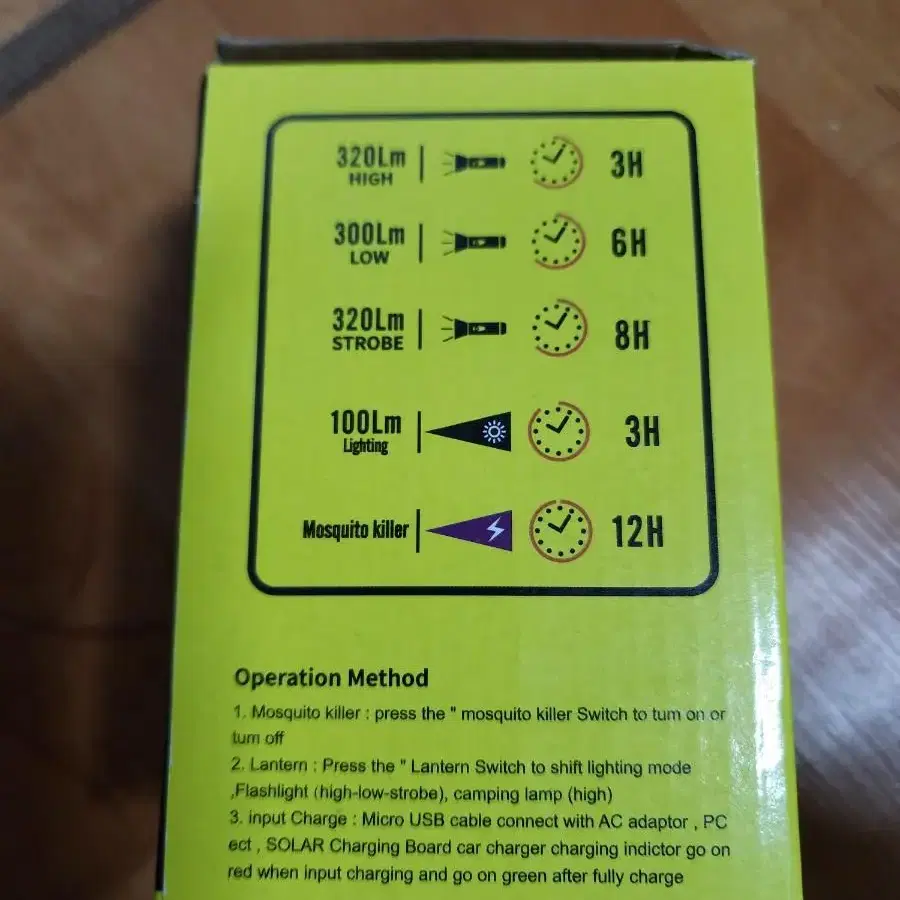 320Lm HIGH 3H
300Lm LOW 6H
320Lm STROBE 8H
100Lm Lighting 3H
Mosquito killer 12H
Operation Method
1. Mosquito killer : press the " mosquito killer Switch to turn on or
turn off
2. Lantern : Press the " Lantern Switch to shift lighting mode
,Flashlight (high-low-strobe), camping lamp (high)
3. input Charge : Micro USB cable connect with AC adaptor , PC
ect , SOLAR Charging Board car charger charging indictor go on
red when input charging and go on green after fully charge